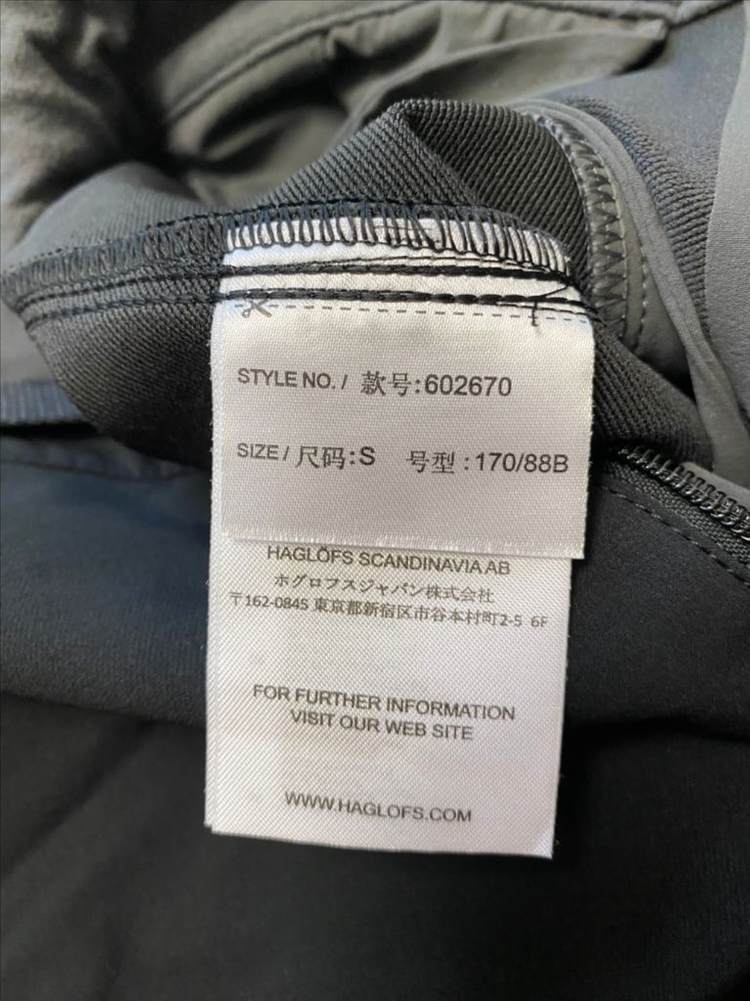 STYLE NO. / 款号:602670
SIZE / 尺码:S 号型:170/88B
HAGLÖFS SCANDINAVIA AB
ホグロフスジャパン株式会社
〒162-0845 東京都新宿区市谷本村町2-5 6F
FOR FURTHER INFORMATION
VISIT OUR WEB SITE
WWW.HAGLOFS.COM